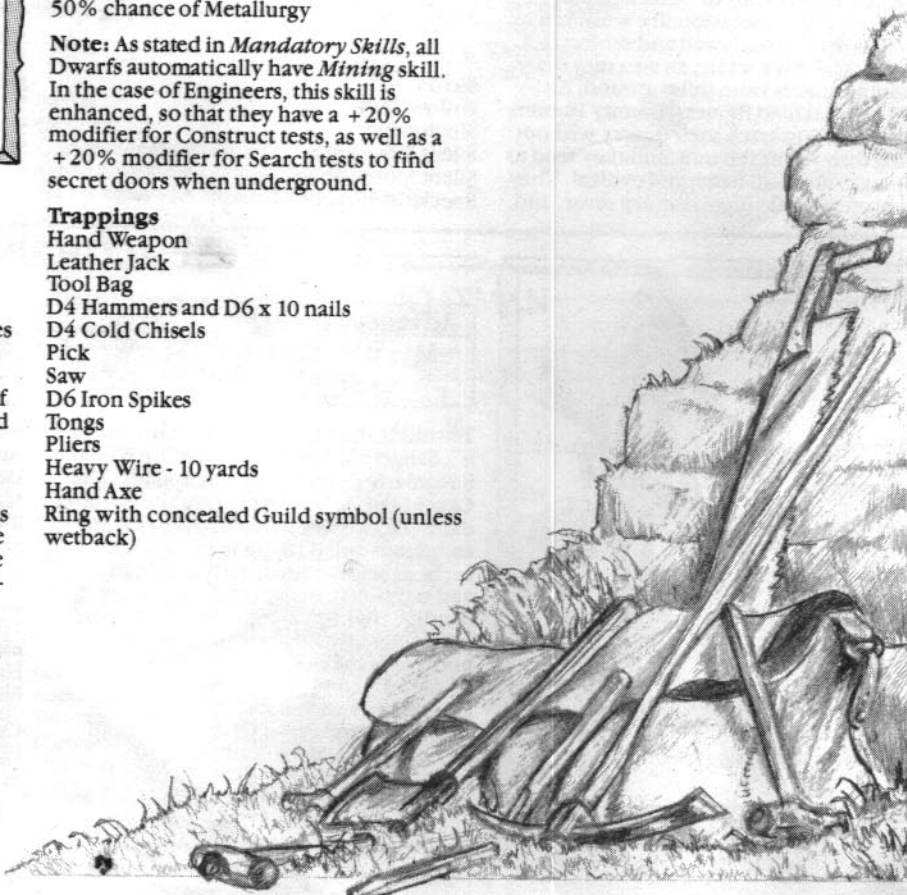 50% chance of Metallurgy
Note: As stated in Mandatory Skills, all
Dwarfs automatically have Mining skill.
In the case of Engineers, this skill is
enhanced, so that they have a +20%
modifier for Construct tests, as well as a
+20% modifier for Search tests to find
secret doors when underground.
Trappings
Hand Weapon
Leather Jack
Tool Bag
D4 Hammers and D6 x 10 nails
D4 Cold Chisels
Pick
Saw
D6 Iron Spikes
Tongs
Pliers
Heavy Wire - 10 yards
Hand Axe
Ring with concealed Guild symbol (unless
wetback)